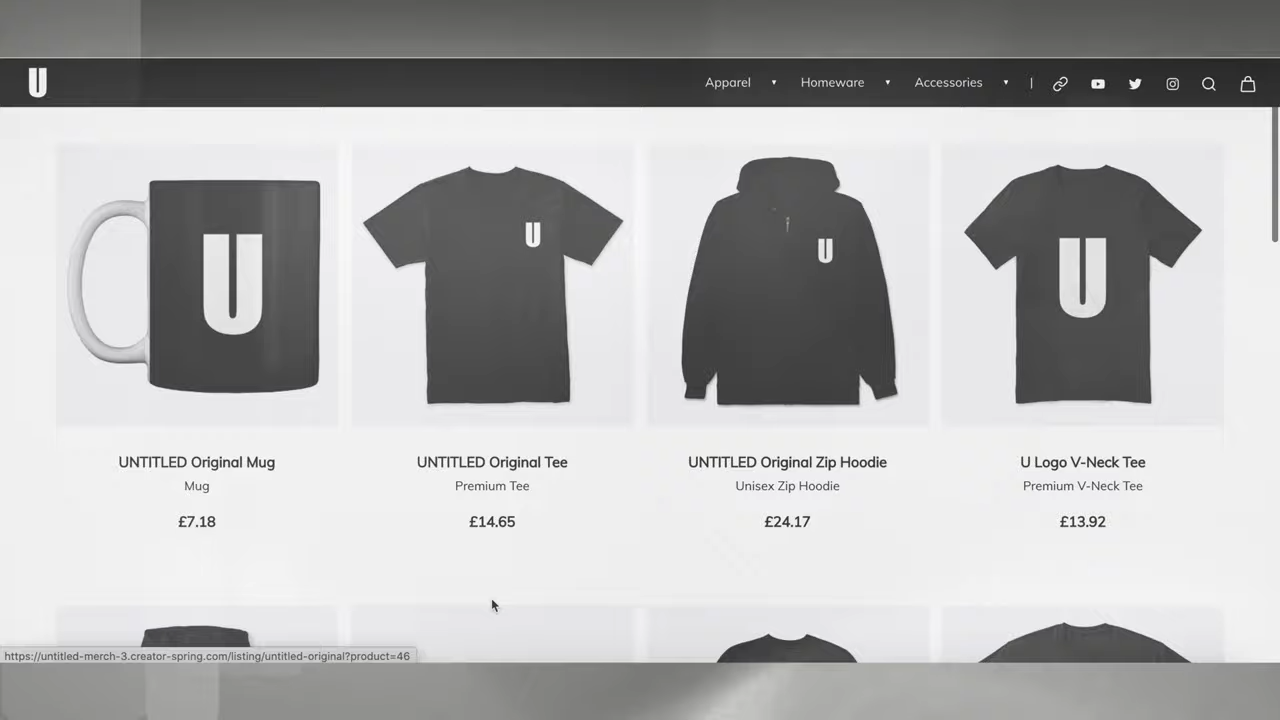 U
Apparel ▾ Homeware ▾ Accessories ▾ |
U
U
U
U
UNTITLED Original Mug
Mug
£7.18
UNTITLED Original Tee
Premium Tee
£14.65
UNTITLED Original Zip Hoodie
Unisex Zip Hoodie
£24.17
U Logo V-Neck Tee
Premium V-Neck Tee
£13.92
https://untitled-merch-3.creator-spring.com/listing/untitled-original?product=46